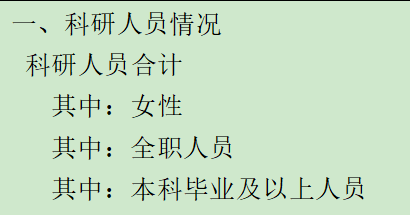 一、科研人员情况
科研人员合计
其中：女性
其中：全职人员
其中：本科毕业及以上人员